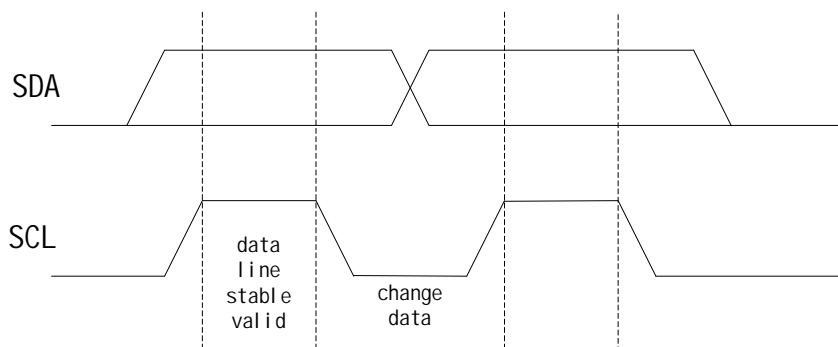 SDA
SCL
data
line
stable
valid
change
data